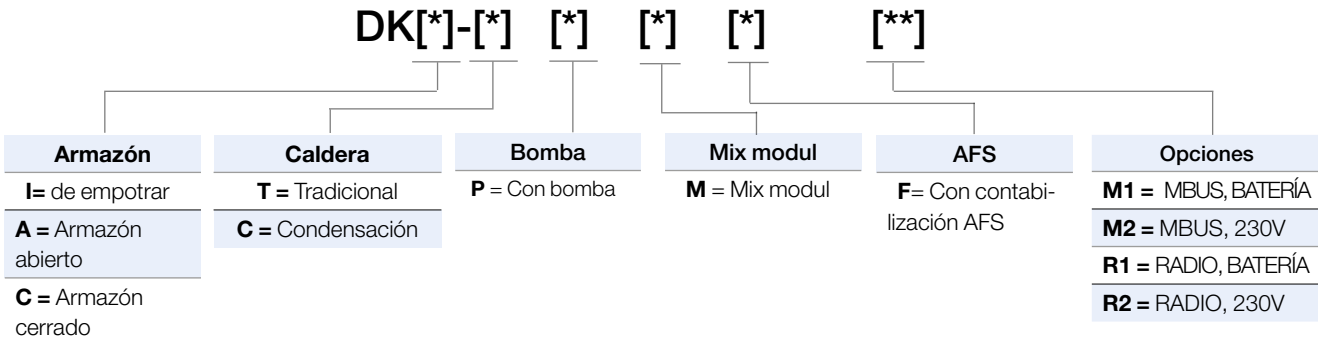 DK[*]-[*] [*] [*] [*] [**]
Armazón
I= de empotrar
A = Armazón
abierto
C = Armazón
cerrado
Caldera
T = Tradicional
C = Condensación
Bomba
P = Con bomba
Mix modul
M = Mix modul
AFS
F= Con contabi-
lización AFS
Opciones
M1 = MBUS, BATERÍA
M2 = MBUS, 230V
R1 = RADIO, BATERÍA
R2 = RADIO, 230V